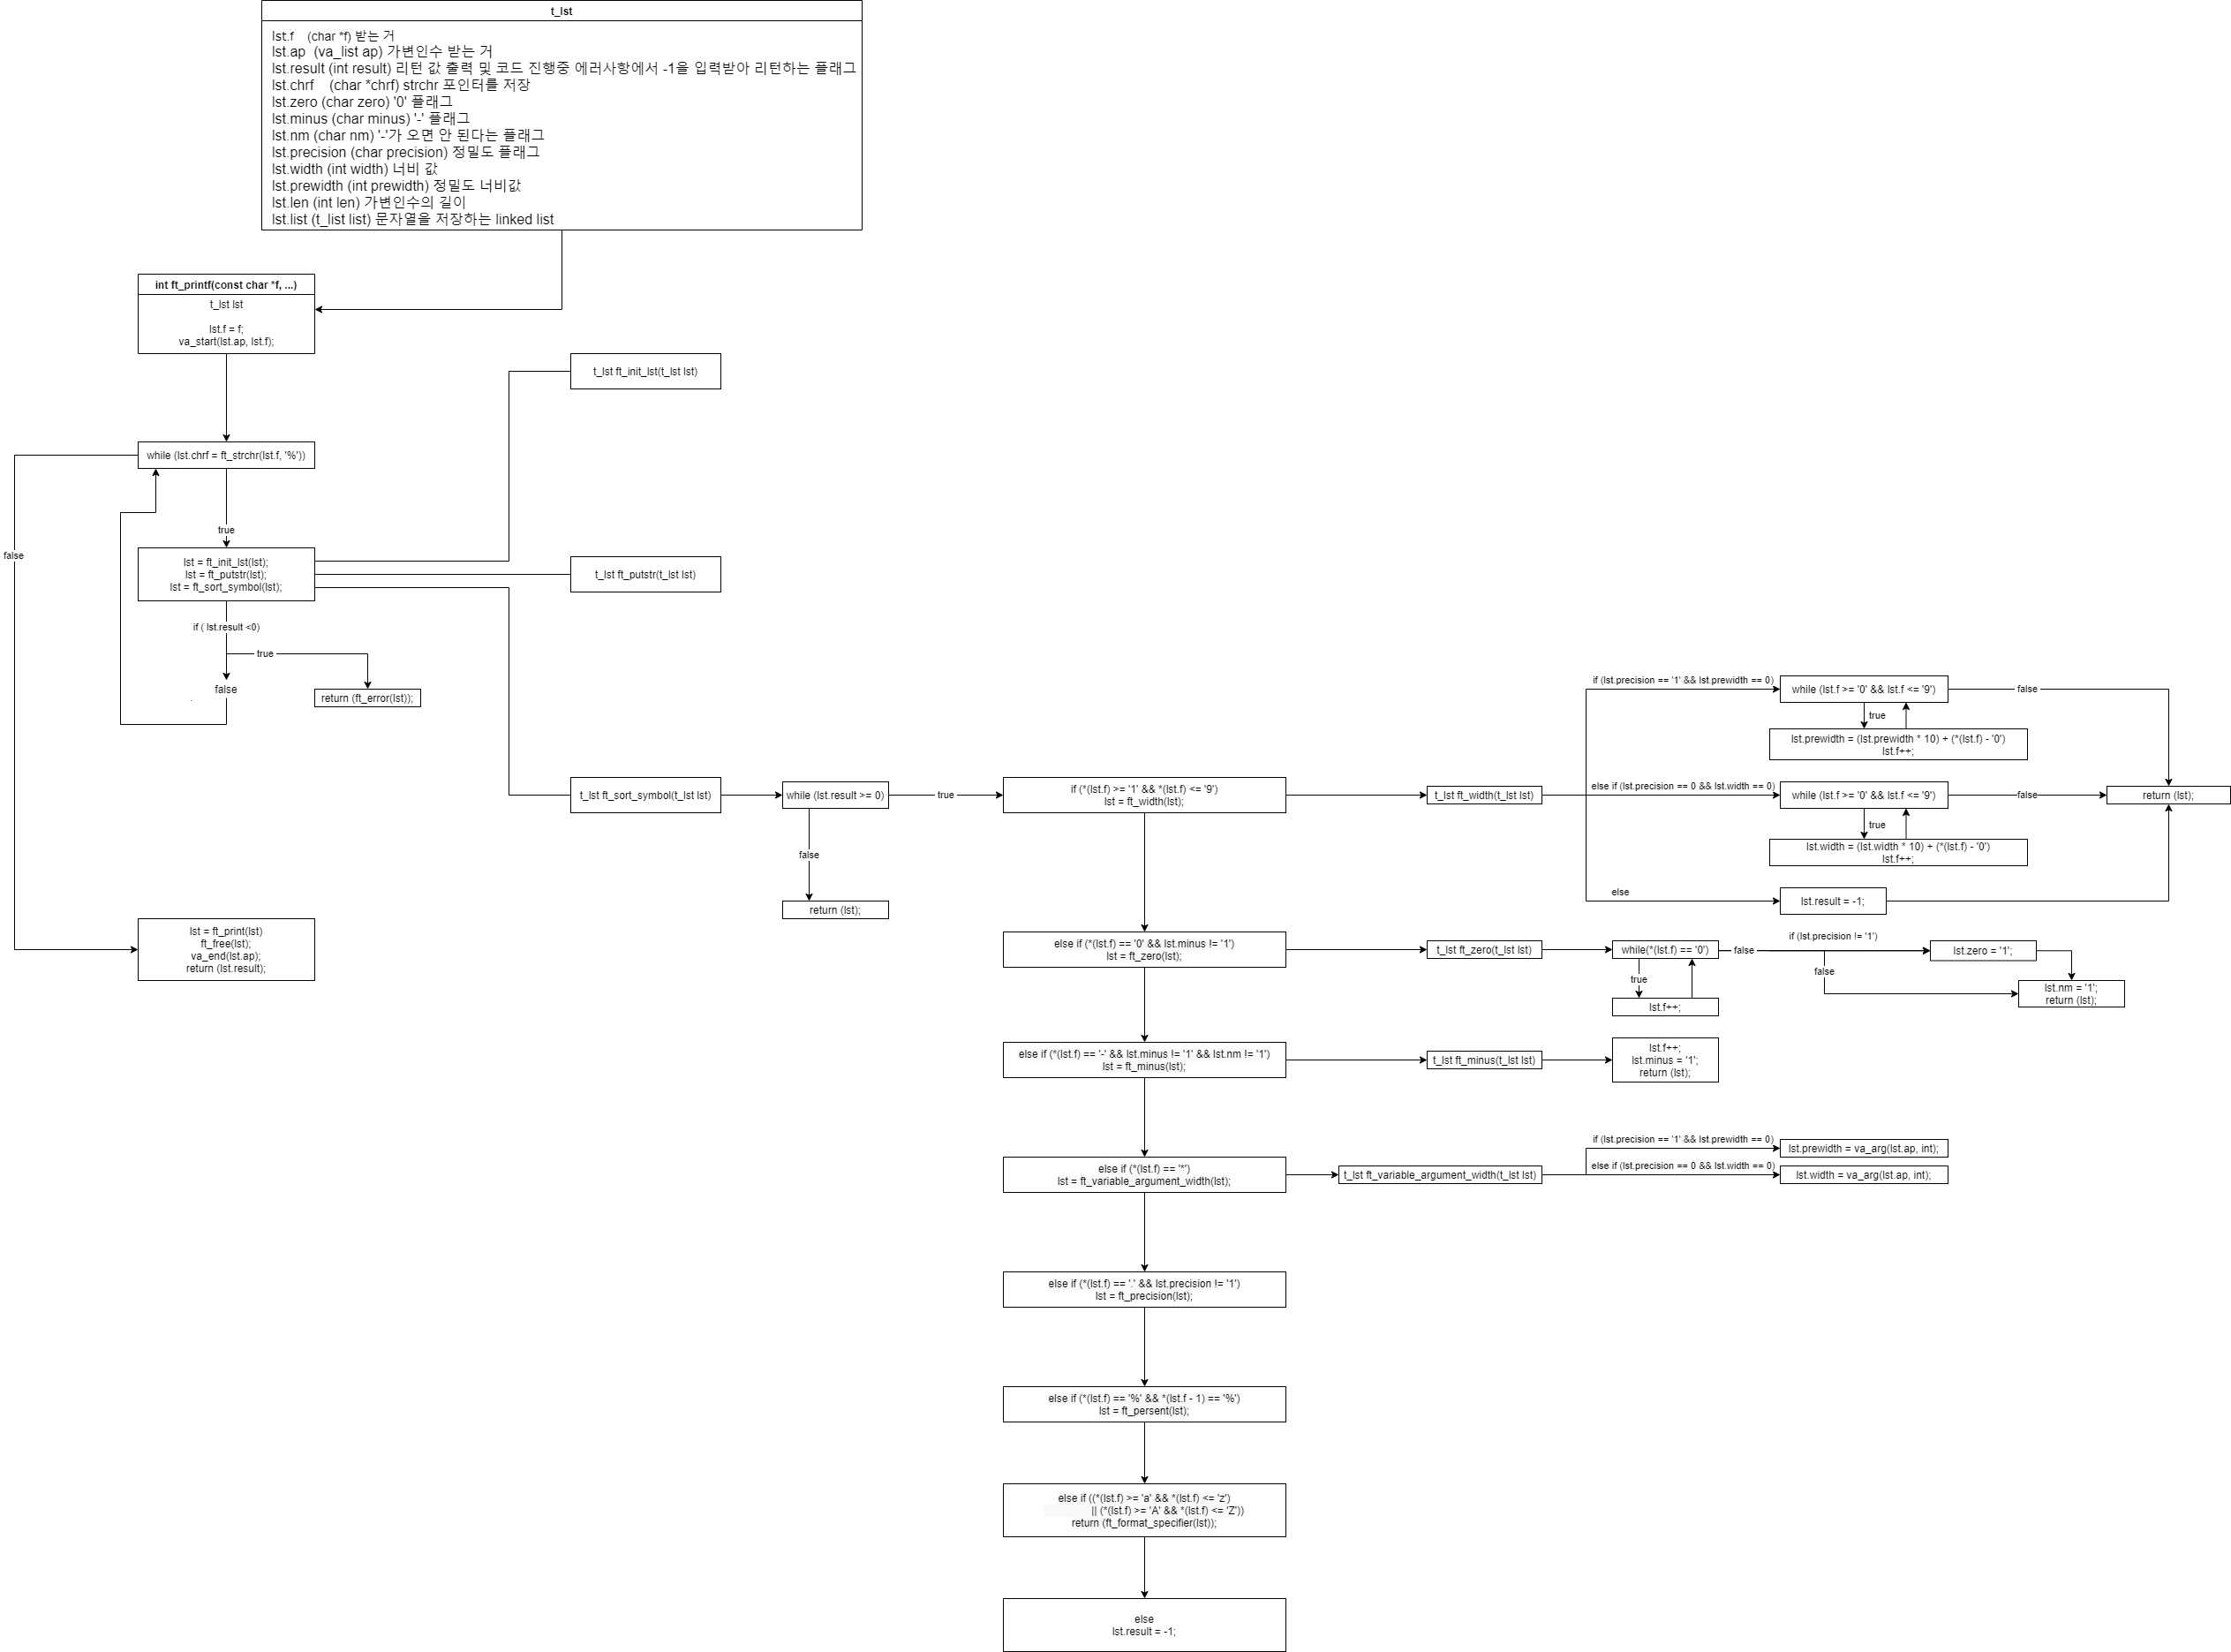 t_lst
lst.f (char *f) 받는 거
lst.ap (va_list ap) 가변인수 받는 거
lst.result (int result) 리턴 값 출력 및 코드 진행중 에러사항에서 -1을 입력받아 리턴하는 플래그
lst.chrf (char *chrf) strchr 포인터를 저장
lst.zero (char zero) '0' 플래그
lst.minus (char minus) '-' 플래그
lst.nm (char nm) '-'가 오면 안 된다는 플래그
lst.precision (char precision) 정밀도 플래그
lst.width (int width) 너비 값
lst.prewidth (int prewidth) 정밀도 너비값
lst.len (int len) 가변인수의 길이
lst.list (t_list list) 문자열을 저장하는 linked list
int ft_printf(const char *f, ...)
t_lst lst
lst.f = f;
va_start(lst.ap, lst.f);
t_lst ft_init_lst(t_lst lst)
while (lst.chrf = ft_strchr(lst.f, '%'))
true
false
lst = ft_init_lst(lst);
lst = ft_putstr(lst);
lst = ft_sort_symbol(lst);
t_lst ft_putstr(t_lst lst)
if ( lst.result <0)
true
false
.
return (ft_error(lst));
t_lst ft_sort_symbol(t_lst lst)
while (lst.result >= 0)
true
false
return (lst);
lst = ft_print(lst)
ft_free(lst);
va_end(lst.ap);
return (lst.result);
if (*(lst.f) >= '1' && *(lst.f) <= '9')
lst = ft_width(lst);
t_lst ft_width(t_lst lst)
if (lst.precision == '1' && lst.prewidth == 0)
while (lst.f >= '0' && lst.f <= '9')
false
true
lst.prewidth = (lst.prewidth * 10) + (*(lst.f) - '0')
lst.f++;
else if (lst.precision == 0 && lst.width == 0)
while (lst.f >= '0' && lst.f <= '9')
false
return (lst);
true
lst.width = (lst.width * 10) + (*(lst.f) - '0')
lst.f++;
else
lst.result = -1;
else if (*(lst.f) == '0' && lst.minus != '1')
lst = ft_zero(lst);
t_lst ft_zero(t_lst lst)
while(*(lst.f) == '0')
false
if (lst.precision != '1')
lst.zero = '1';
true
lst.f++;
false
lst.nm = '1';
return (lst);
else if (*(lst.f) == '-' && lst.minus != '1' && lst.nm != '1')
lst = ft_minus(lst);
t_lst ft_minus(t_lst lst)
lst.f++;
lst.minus = '1';
return (lst);
else if (*(lst.f) == '*')
lst = ft_variable_argument_width(lst);
t_lst ft_variable_argument_width(t_lst lst)
if (lst.precision == '1' && lst.prewidth == 0)
lst.prewidth = va_arg(lst.ap, int);
else if (lst.precision == 0 && lst.width == 0)
lst.width = va_arg(lst.ap, int);
else if (*(lst.f) == '.' && lst.precision != '1')
lst = ft_precision(lst);
else if (*(lst.f) == '%' && *(lst.f - 1) == '%')
lst = ft_persent(lst);
else if ((*(lst.f) >= 'a' && *(lst.f) <= 'z')
|| (*(lst.f) >= 'A' && *(lst.f) <= 'Z'))
return (ft_format_specifier(lst));
else
lst.result = -1;